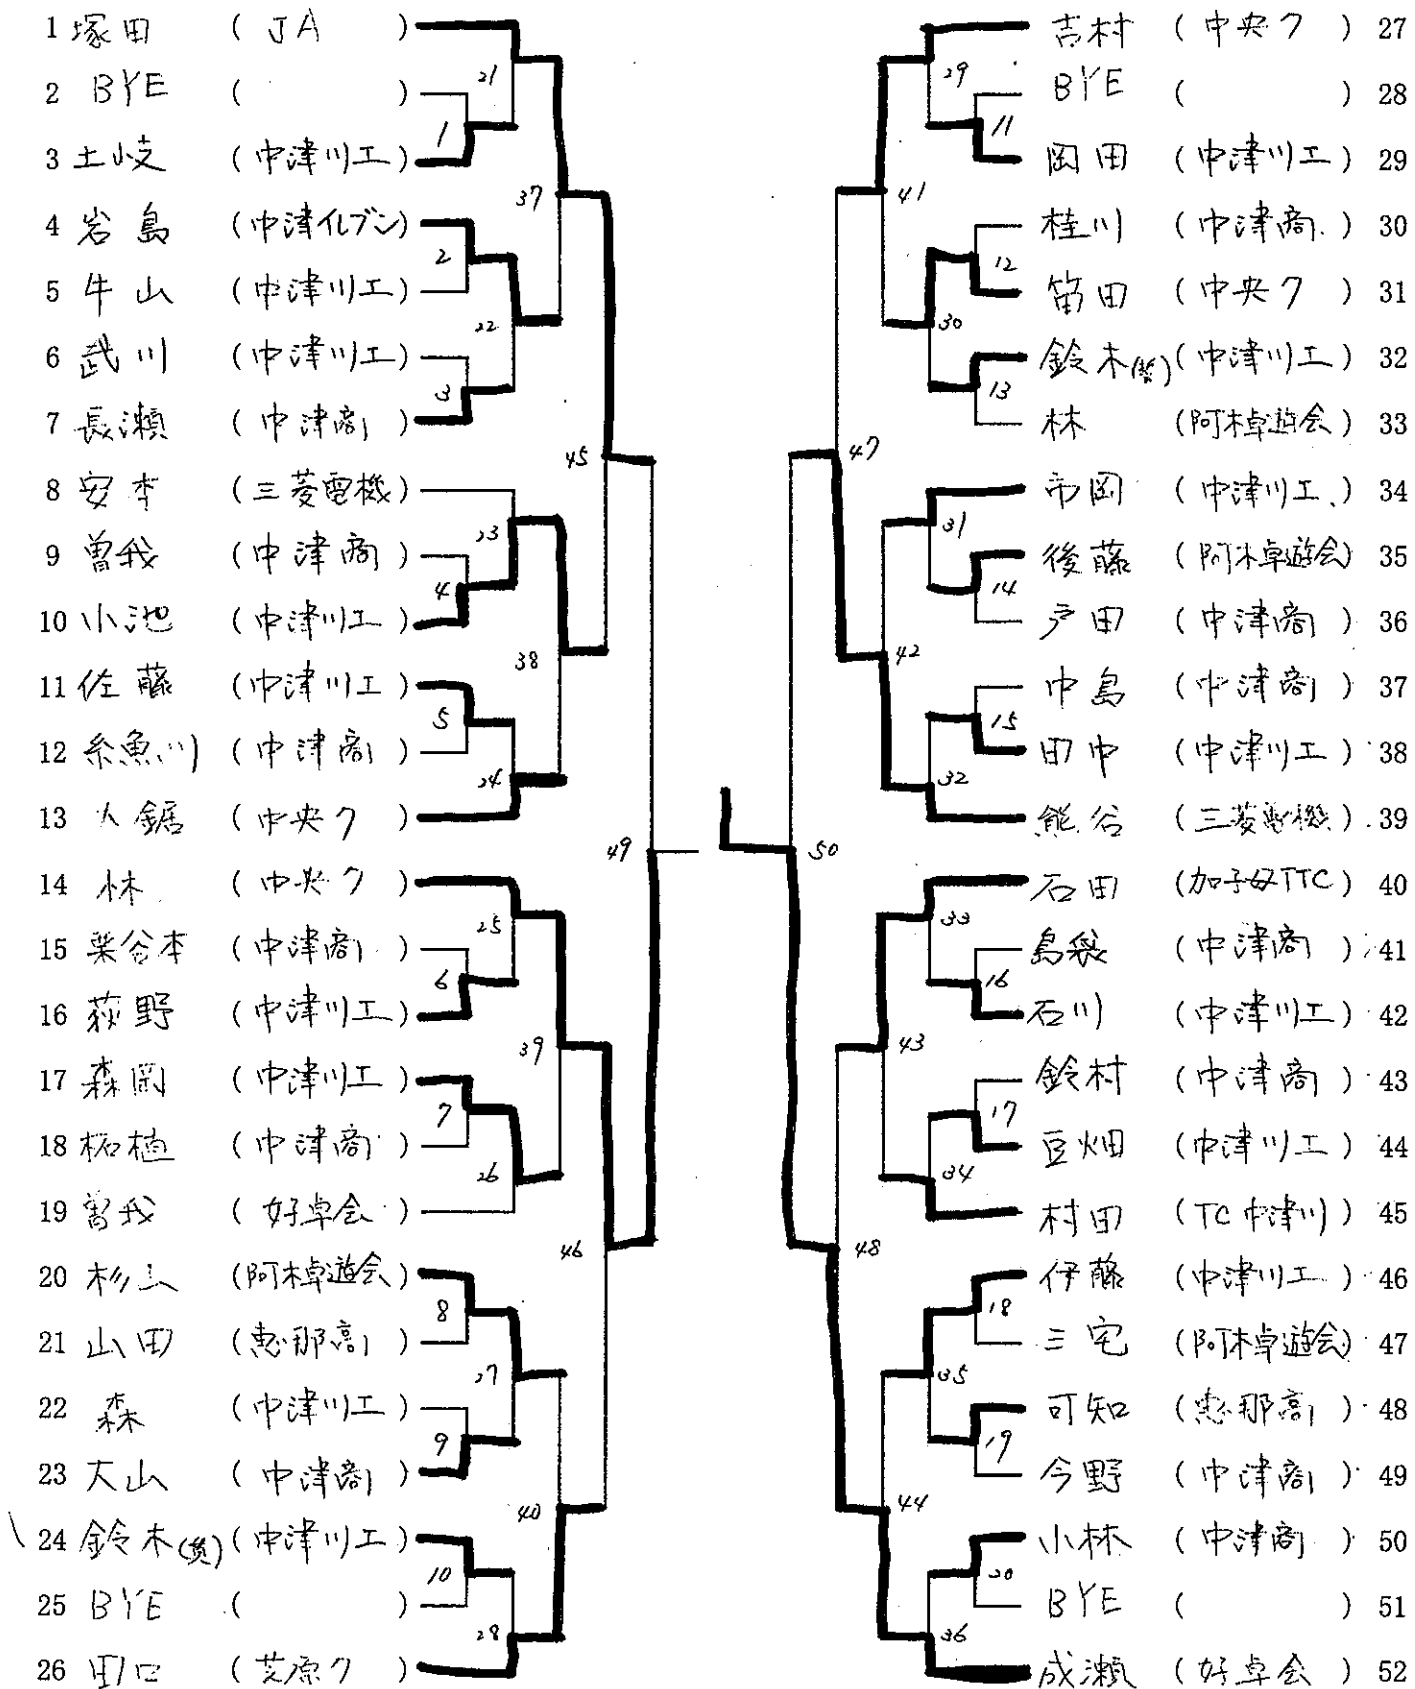 1 塚田 ( JA )
2 BYE ( )
3 土岐 (中津川工)
4 岩島 (中津イレブン)
5 牛山 (中津川工)
6 武川 (中津川工)
7 長瀬 (中津商)
8 安本 (三菱電機)
9 曽我 (中津商)
10 小池 (中津川工)
11 佐藤 (中津川工)
12 糸魚川 (中津商)
13 大鋸 (中央ク)
14 林 (中央ク)
15 (中津商)
16 荻野 (中津川工)
17 森岡 (中津川工)
18 柘植 (中津商)
19 曽我 (好卓会)
20 杉山 (阿木卓遊会)
21 山田 (恵那高)
22 森 (中津川工)
23 大山 (中津商)
24 鈴木 (中津川工)
25 BYE ( )
26 田口 (芝原ク)
21
1
37
2
22
3
45
23
4
38
5
24
49
25
6
39
7
26
46
8
27
9
40
10
28
29
11
41
12
30
13
47
31
14
42
15
32
50
33
16
43
17
34
48
18
35
19
44
20
36
吉村 (中央ク) 27
BYE ( ) 28
岡田 (中津川工) 29
桂川 (中津商) 30
笛田 (中央ク) 31
鈴木 (中津川工) 32
林 (阿木卓遊会) 33
市岡 (中津川工) 34
後藤 (阿木卓遊会) 35
戸田 (中津商) 36
中島 (中津商) 37
田中 (中津川工) 38
熊谷 (三菱電機) 39
石田 (加子母TTC) 40
島袋 (中津商) 41
石川 (中津川工) 42
鈴村 (中津商) 43
豆畑 (中津川工) 44
村田 (TC中津川) 45
伊藤 (中津川工) 46
三宅 (阿木卓遊会) 47
可知 (恵那高) 48
今野 (中津商) 49
小林 (中津商) 50
BYE ( ) 51
成瀬 (好卓会) 52